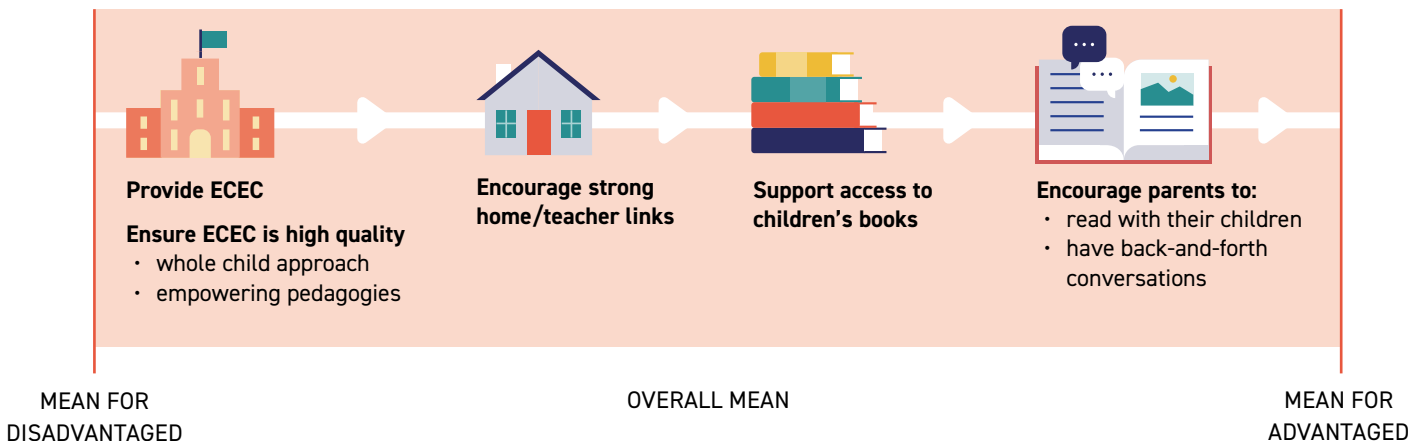 Provide ECEC
Ensure ECEC is high quality
· whole child approach
· empowering pedagogies
Encourage strong
home/teacher links
Support access to
children’s books
Encourage parents to:
· read with their children
· have back-and-forth
conversations
MEAN FOR
DISADVANTAGED
OVERALL MEAN
MEAN FOR
ADVANTAGED